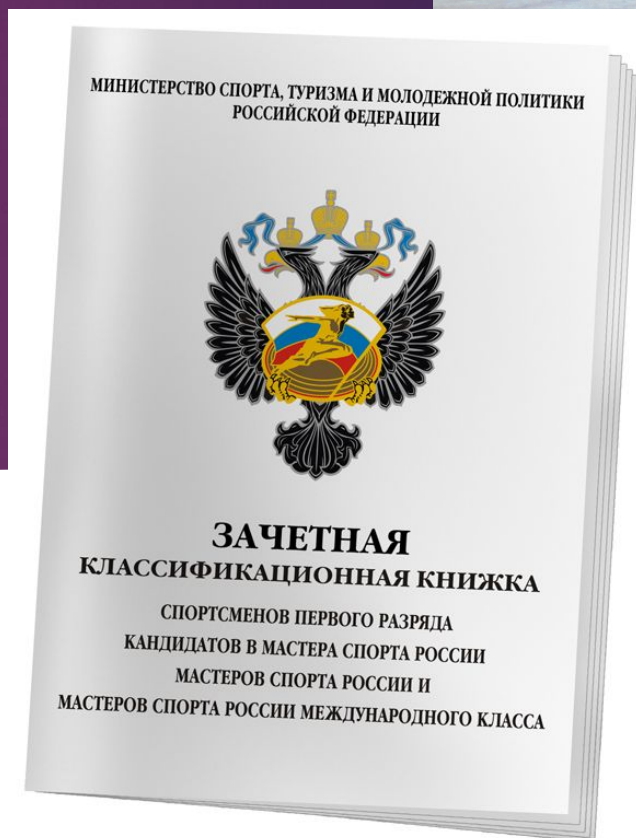 МИНИСТЕРСТВО СПОРТА, ТУРИЗМА И МОЛОДЕЖНОЙ ПОЛИТИКИ
РОССИЙСКОЙ ФЕДЕРАЦИИ
ЗАЧЕТНАЯ
КЛАССИФИКАЦИОННАЯ КНИЖКА
СПОРТСМЕНОВ ПЕРВОГО РАЗРЯДА
КАНДИДАТОВ В МАСТЕРА СПОРТА РОССИИ
МАСТЕРОВ СПОРТА РОССИИ И
МАСТЕРОВ СПОРТА РОССИИ МЕЖДУНАРОДНОГО КЛАССА